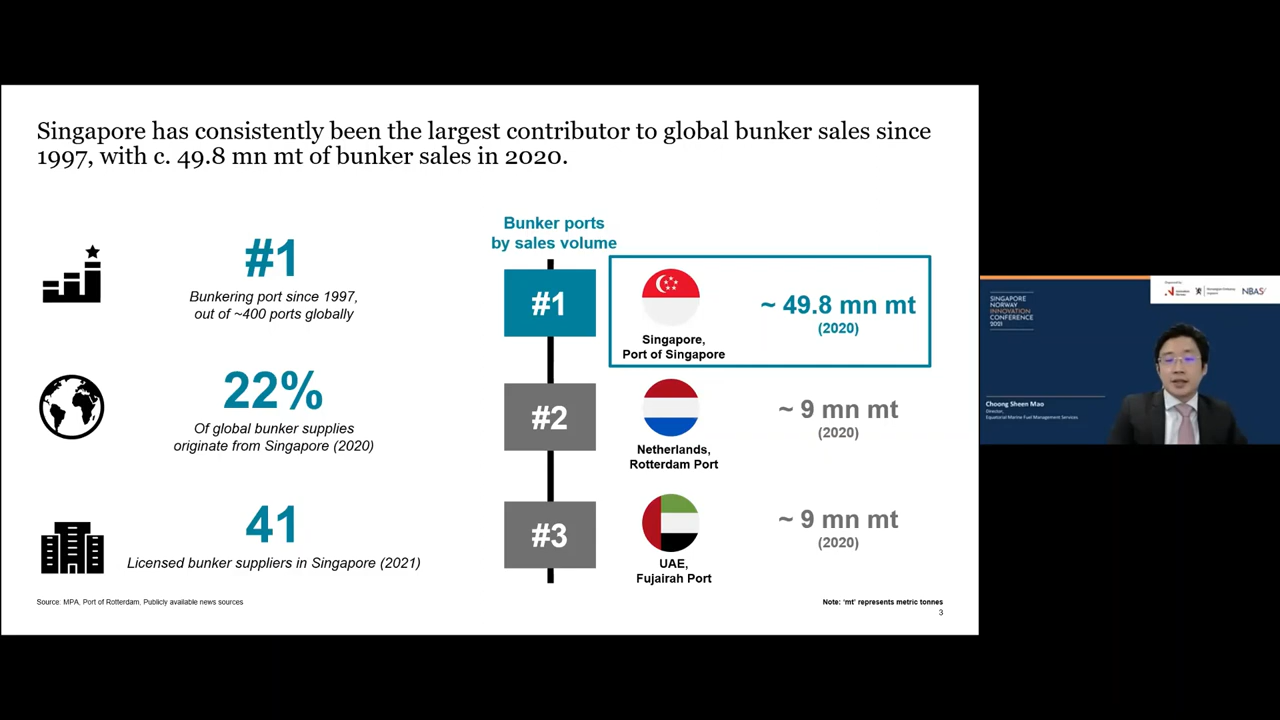 Singapore has consistently been the largest contributor to global bunker sales since
1997, with c. 49.8 mn mt of bunker sales in 2020.
#1
Bunkering port since 1997,
out of ~400 ports globally
22%
Of global bunker supplies
originate from Singapore (2020)
41
Licensed bunker suppliers in Singapore (2021)
Bunker ports
by sales volume
#1
Singapore,
Port of Singapore
~ 49.8 mn mt
(2020)
#2
Netherlands,
Rotterdam Port
~ 9 mn mt
(2020)
#3
UAE,
Fujairah Port
~ 9 mn mt
(2020)
Source: MPA, Port of Rotterdam, Publicly available news sources
Note: 'mt' represents metric tonnes
3
SINGAPORE
NORWAY
INNOVATION
CONFERENCE
2021
NBAS
Choong Sheen Mao
Director,
Equatorial Marine Fuel Management Services